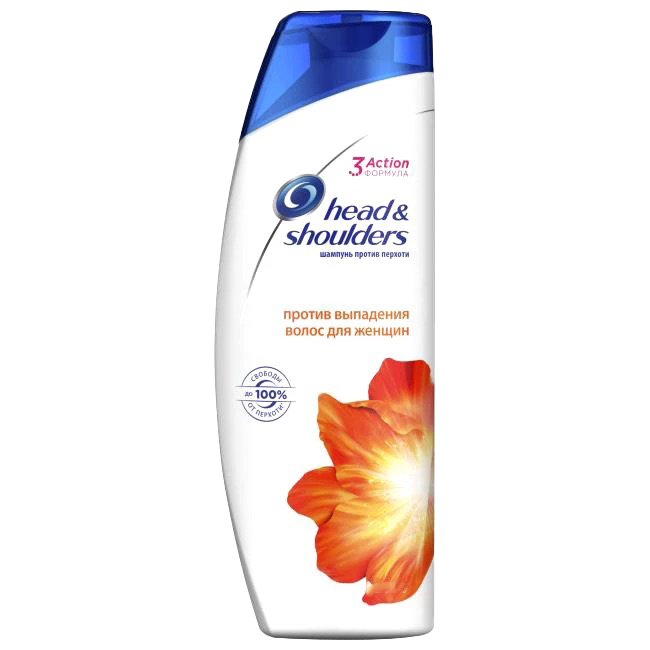 3 Action
ФОРМУЛА
head &
shoulders
шампунь против перхоти
против выпадения
волос для женщин
СВОБОДЫ
до 100%
ОТ ПЕРХОТИ*